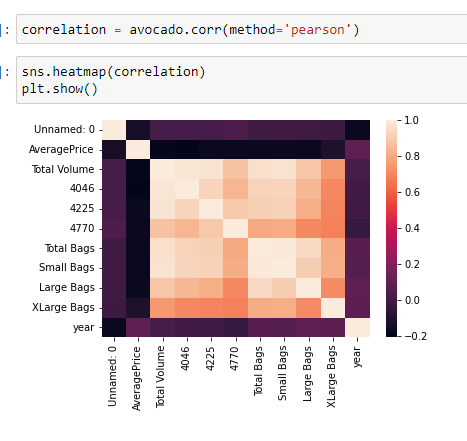 ]: correlation = avocado.corr(method='pearson')
]: sns.heatmap(correlation)
plt.show()
Unnamed: 0
AveragePrice
Total Volume
4046
4225
4770
Total Bags
Small Bags
Large Bags
XLarge Bags
year
Unnamed: 0
AveragePrice
Total Volume
4046
4225
4770
Total Bags
Small Bags
Large Bags
XLarge Bags
year
1.0
0.8
0.6
0.4
0.2
0.0
−0.2